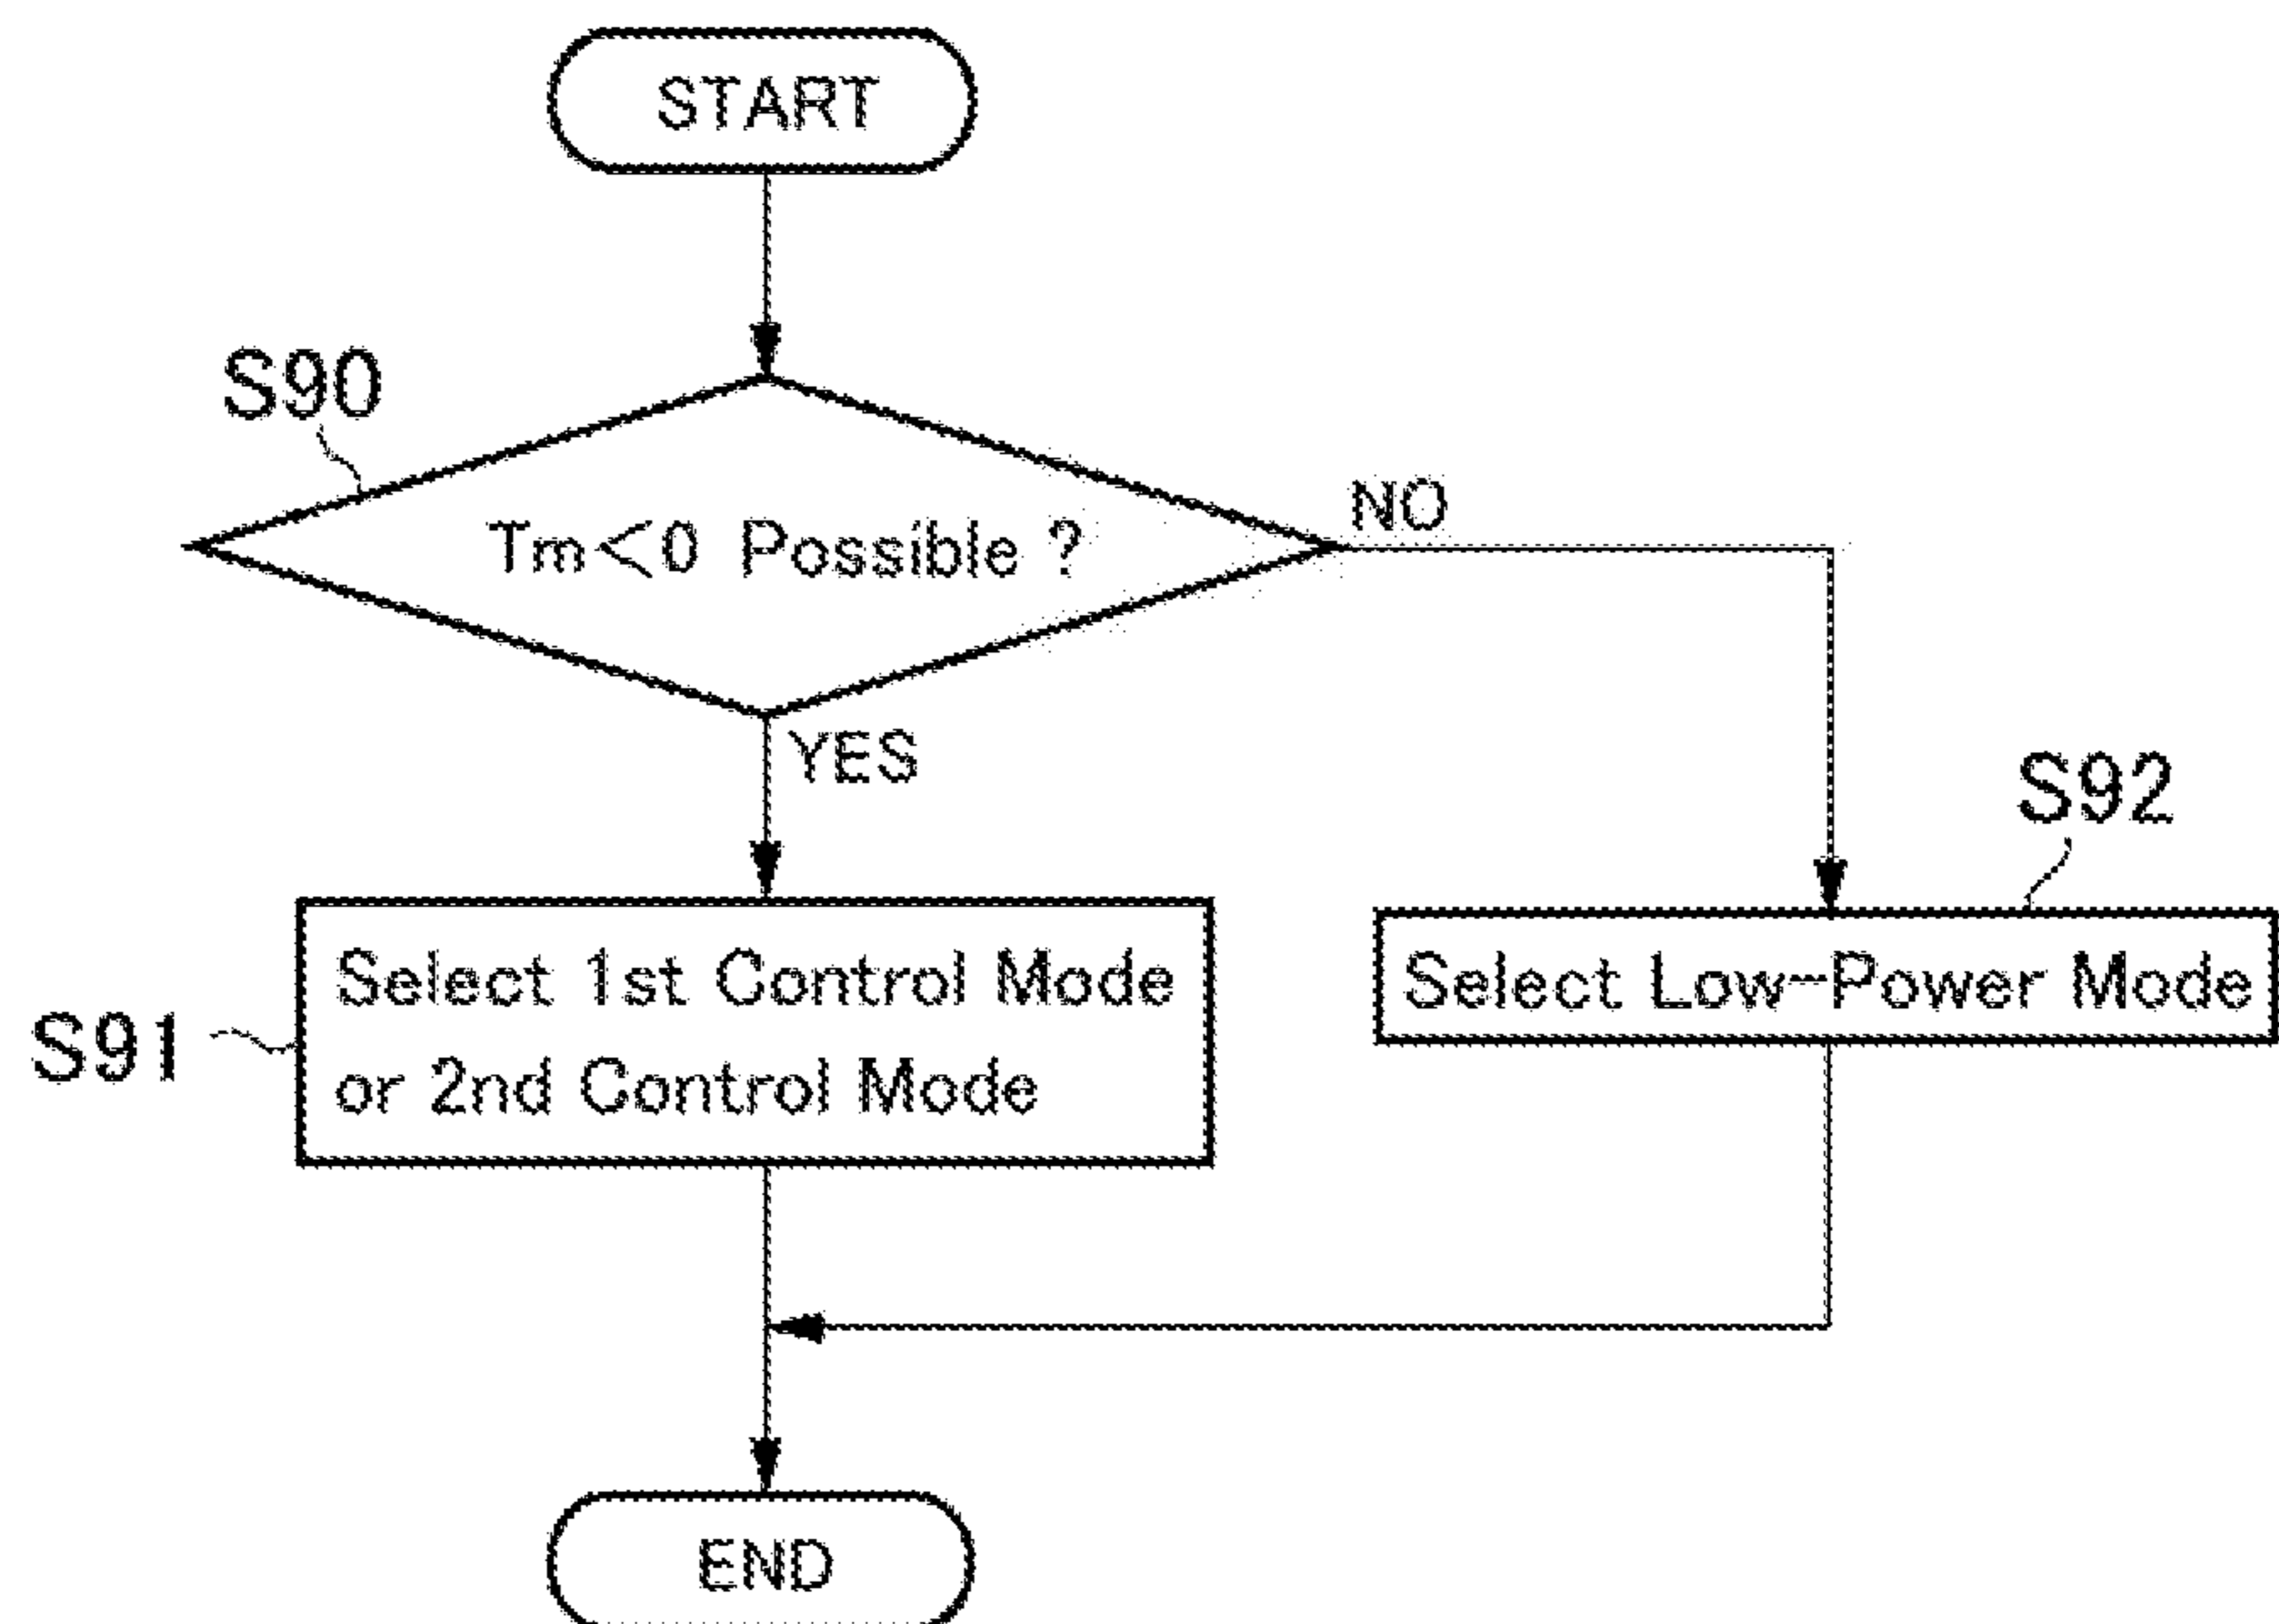 START
S90
Tm<0 Possible ?
NO
YES
S92
Select 1st Control Mode
or 2nd Control Mode
Select Low-Power Mode
S91
END